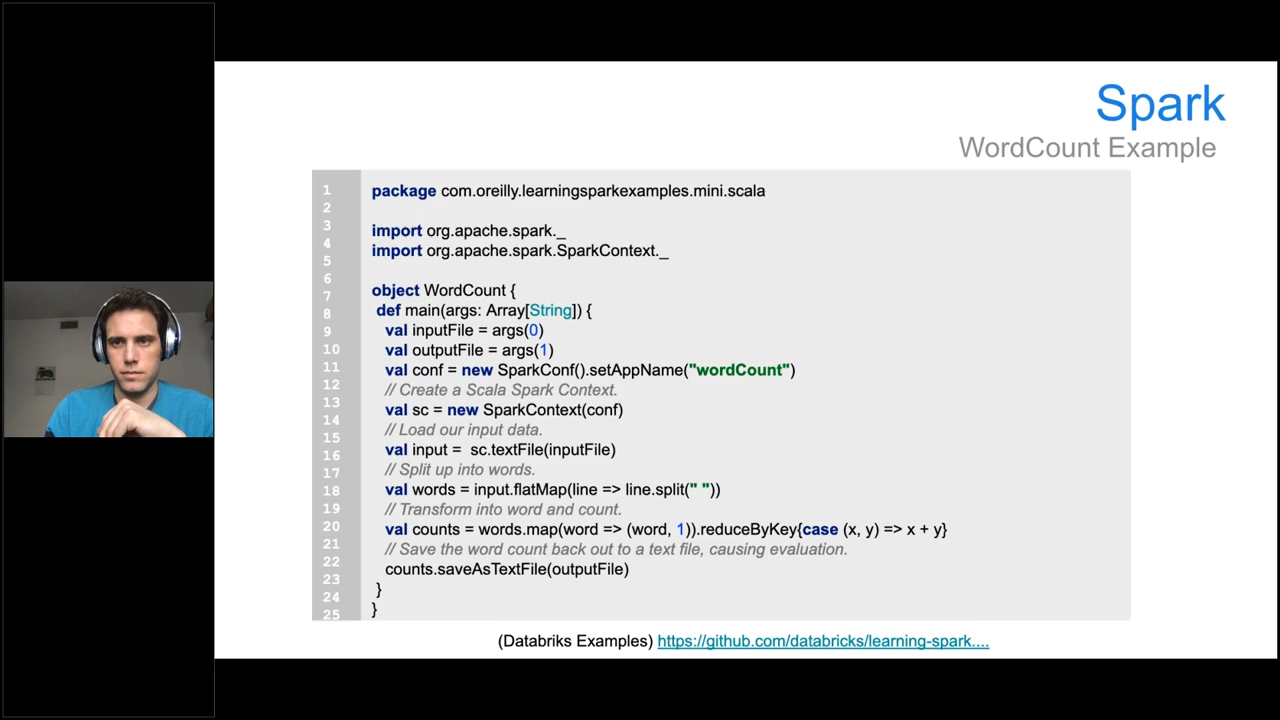 Spark
WordCount Example
1 package com.oreilly.learningsparkexamples.mini.scala
2
3 import org.apache.spark._
4 import org.apache.spark.SparkContext._
5
6
7 object WordCount {
8 def main(args: Array[String]) {
9 val inputFile = args(0)
10 val outputFile = args(1)
11 val conf = new SparkConf().setAppName("wordCount")
12 // Create a Scala Spark Context.
13 val sc = new SparkContext(conf)
14 // Load our input data.
15 val input =  sc.textFile(inputFile)
16 // Split up into words.
17 val words = input.flatMap(line => line.split(" "))
18 // Transform into word and count.
19 val counts = words.map(word => (word, 1)).reduceByKey{case (x, y) => x + y}
20 // Save the word count back out to a text file, causing evaluation.
21 counts.saveAsTextFile(outputFile)
22 }
23 }
24
25
(Databriks Examples) https://github.com/databricks/learning-spark....